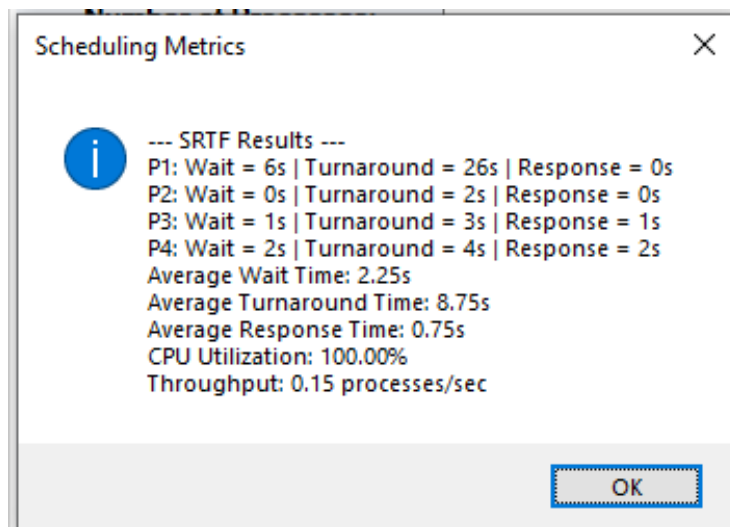 Number of Processes:
Scheduling Metrics
--- SRTF Results ---
P1: Wait = 6s | Turnaround = 26s | Response = 0s
P2: Wait = 0s | Turnaround = 2s | Response = 0s
P3: Wait = 1s | Turnaround = 3s | Response = 1s
P4: Wait = 2s | Turnaround = 4s | Response = 2s
Average Wait Time: 2.25s
Average Turnaround Time: 8.75s
Average Response Time: 0.75s
CPU Utilization: 100.00%
Throughput: 0.15 processes/sec
OK